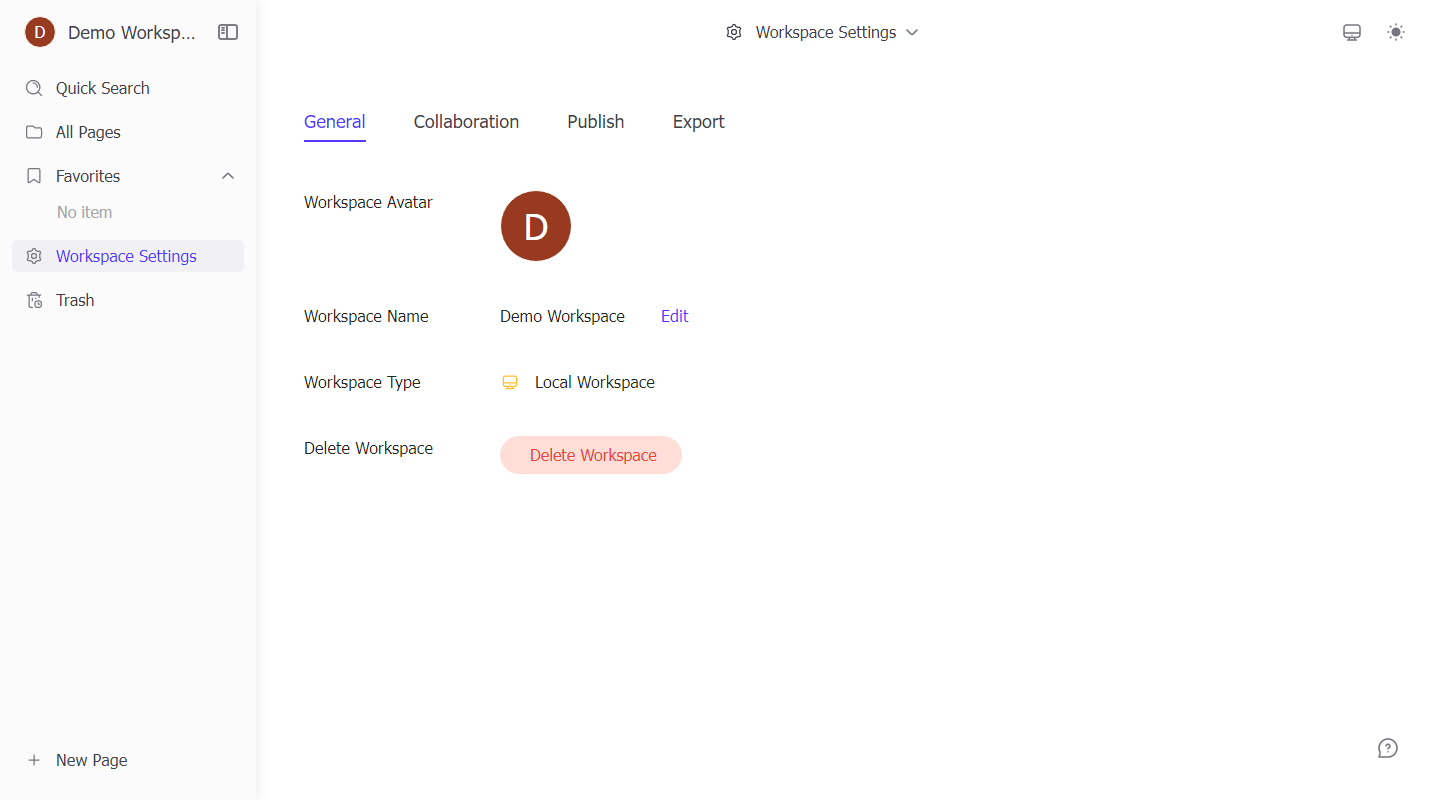 D Demo Worksp...
Quick Search
All Pages
Favorites
No item
Workspace Settings
Trash
New Page
Workspace Settings
General Collaboration Publish Export
Workspace Avatar D
Workspace Name Demo Workspace Edit
Workspace Type Local Workspace
Delete Workspace Delete Workspace